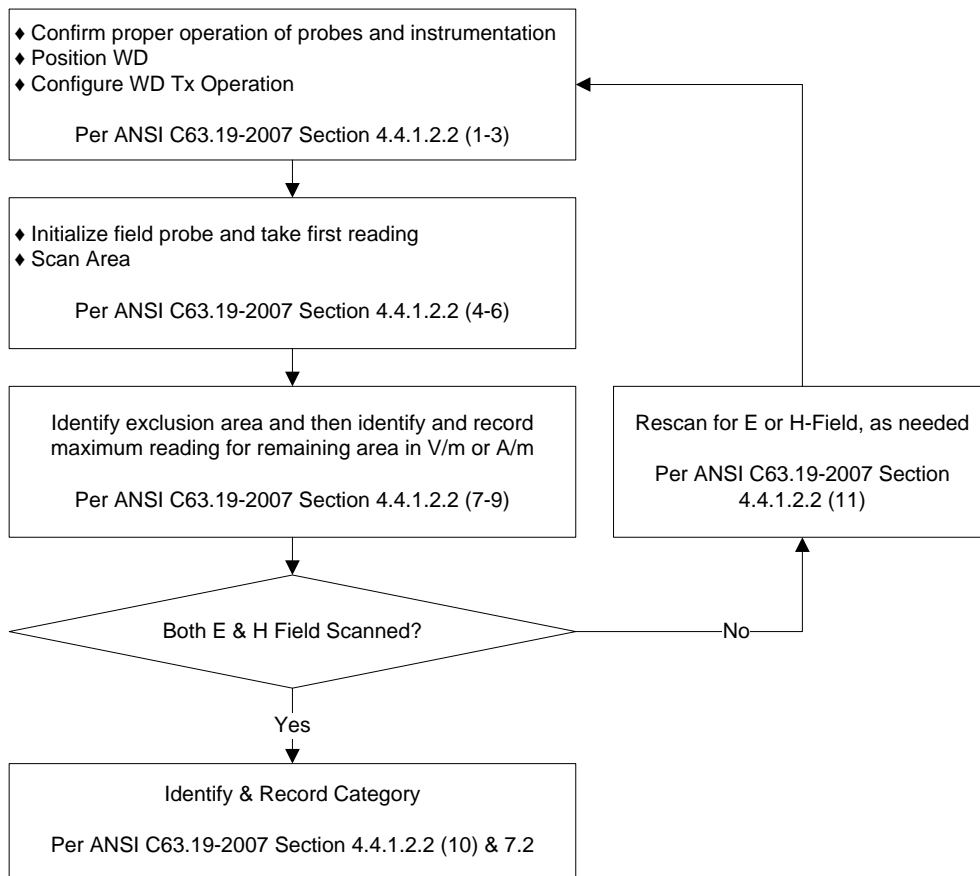 ♦ Confirm proper operation of probes and instrumentation
♦ Position WD
♦ Configure WD Tx Operation
Per ANSI C63.19-2007 Section 4.4.1.2.2 (1-3)
♦ Initialize field probe and take first reading
♦ Scan Area
Per ANSI C63.19-2007 Section 4.4.1.2.2 (4-6)
Identify exclusion area and then identify and record
maximum reading for remaining area in V/m or A/m
Per ANSI C63.19-2007 Section 4.4.1.2.2 (7-9)
Rescan for E or H-Field, as needed
Per ANSI C63.19-2007 Section
4.4.1.2.2 (11)
Both E & H Field Scanned?
No
Yes
Identify & Record Category
Per ANSI C63.19-2007 Section 4.4.1.2.2 (10) & 7.2